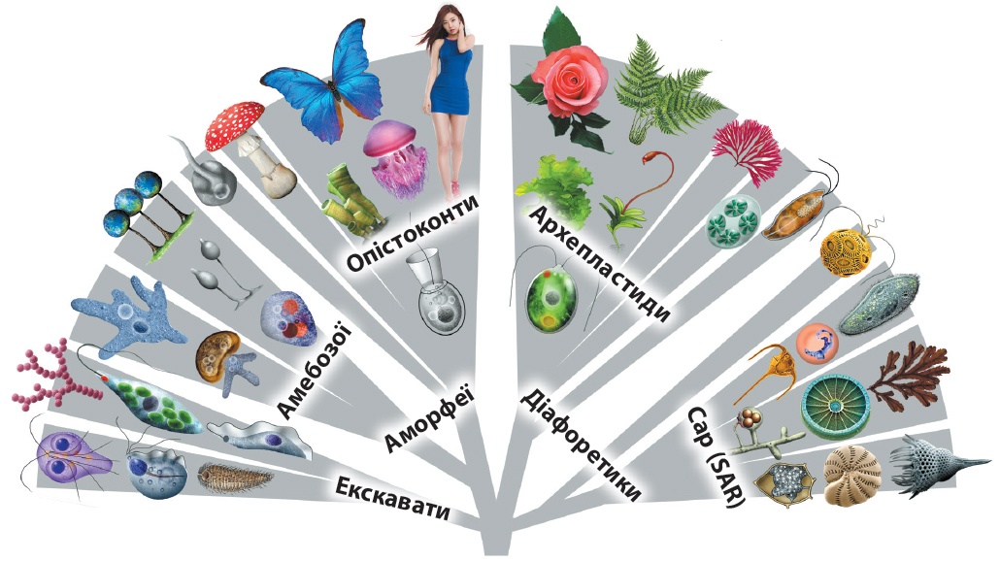 Опістоконти
Архепластиди
Амебозої
Аморфеї
Діафоретики
Сар (SAR)
Екскавати